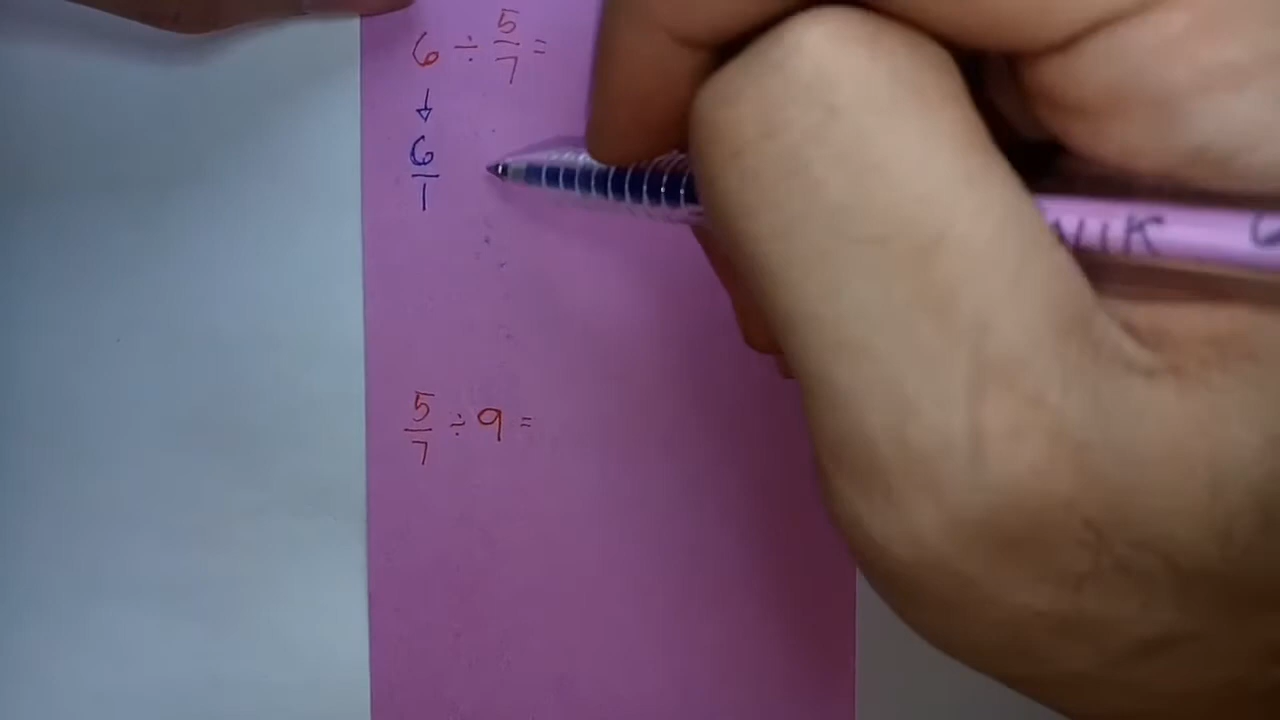 6 ÷ 5/7 =
↓
6/1
5/7 ÷ 9 =